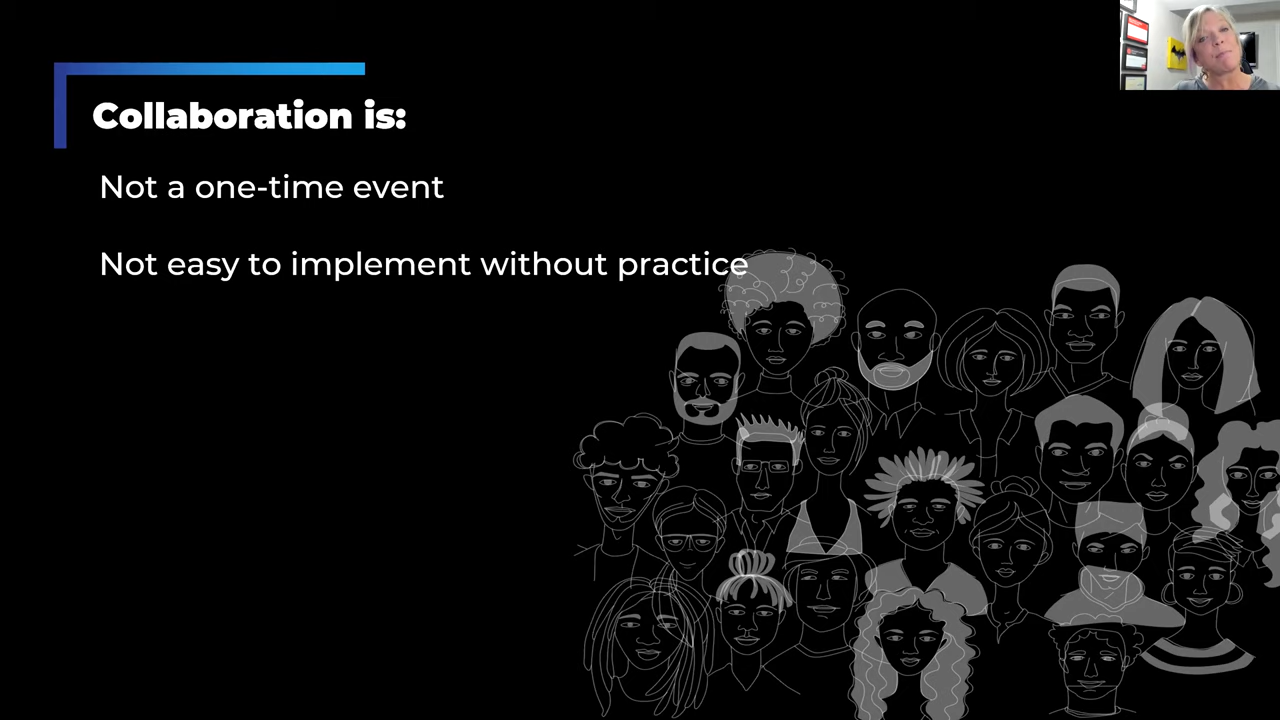 Collaboration is:
Not a one-time event
Not easy to implement without practice